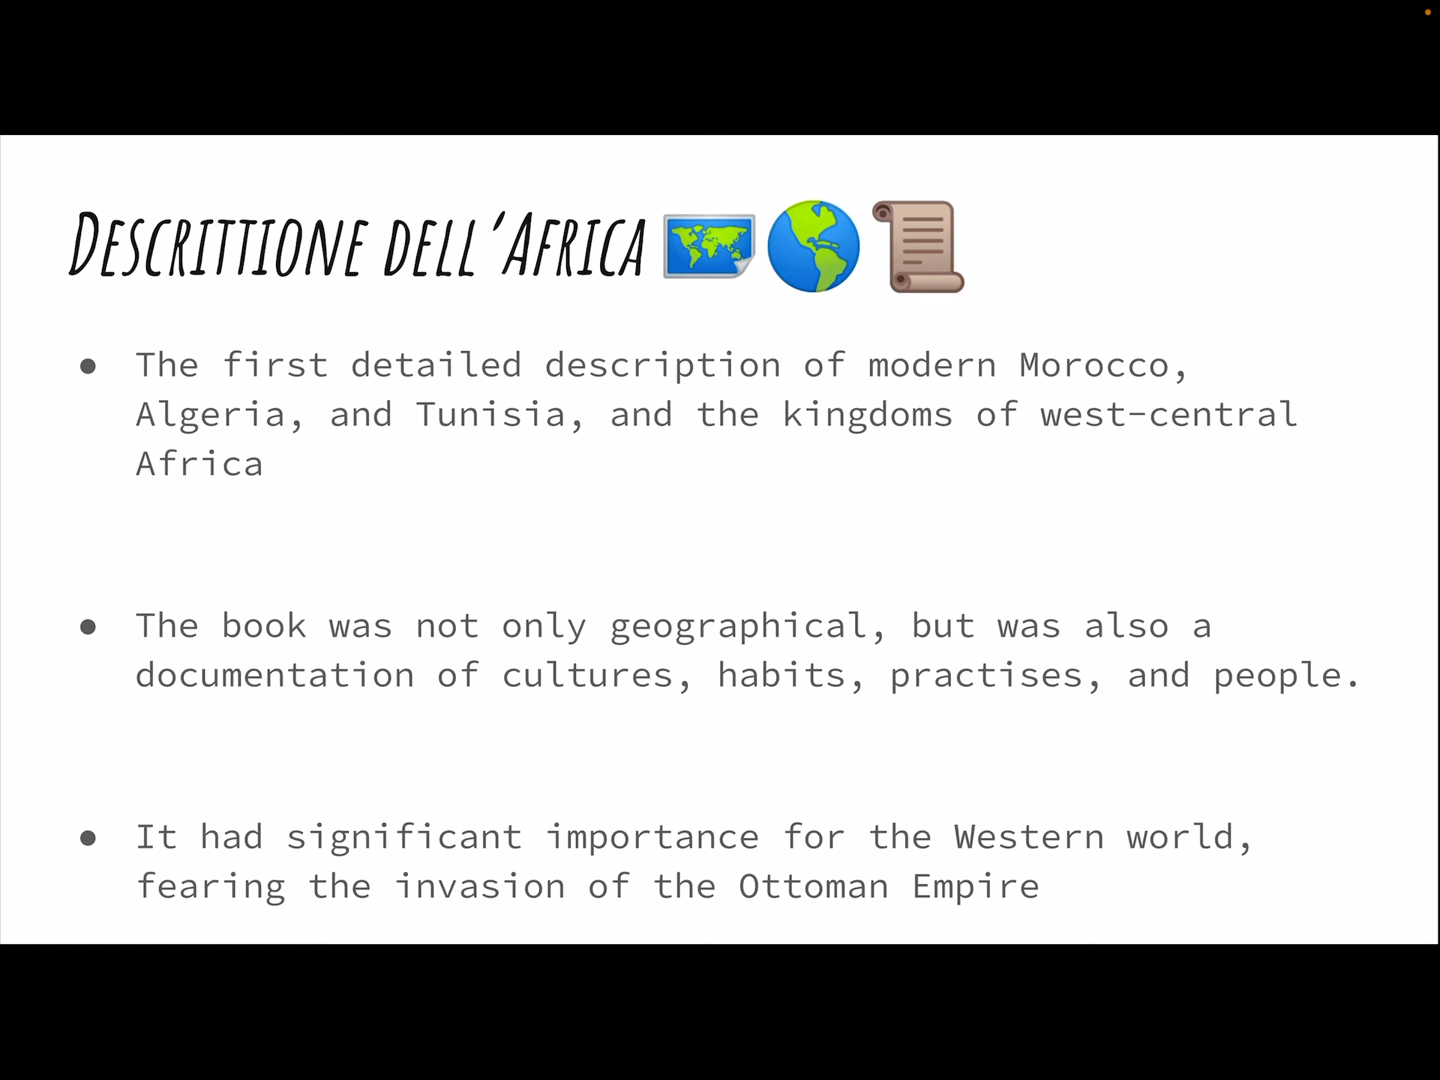 Descrittione dell'Africa
● The first detailed description of modern Morocco,
Algeria, and Tunisia, and the kingdoms of west-central
Africa
● The book was not only geographical, but was also a
documentation of cultures, habits, practises, and people.
● It had significant importance for the Western world,
fearing the invasion of the Ottoman Empire